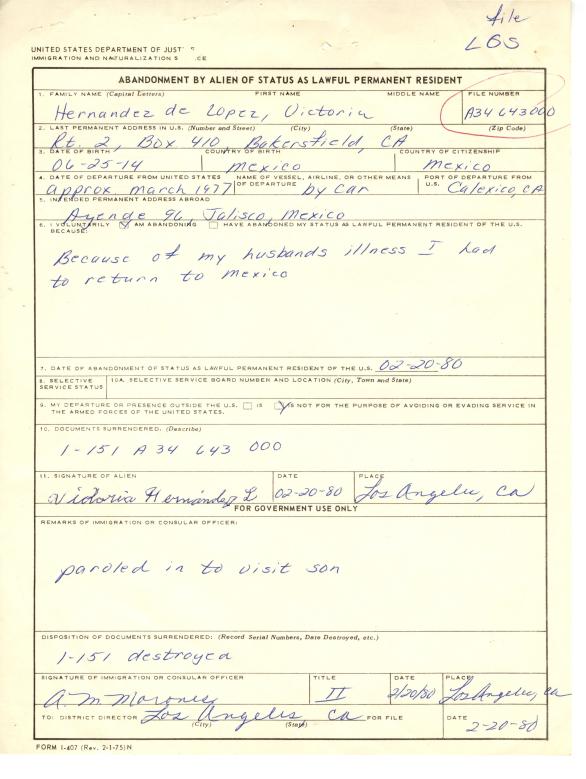 file
LOS
UNITED STATES DEPARTMENT OF JUST
IMMIGRATION AND NATURALIZATION S CE
ABANDONMENT BY ALIEN OF STATUS AS LAWFUL PERMANENT RESIDENT
1. FAMILY NAME (Capital Letters) FIRST NAME MIDDLE NAME FILE NUMBER
Hernandez de Lopez, Victoria A34 643000
2. LAST PERMANENT ADDRESS IN U.S. (Number and Street) (City) (State) (Zip Code)
Rt. 2, Box 410, Bakersfield, CA
3. DATE OF BIRTH COUNTRY OF BIRTH COUNTRY OF CITIZENSHIP
06-25-14 Mexico Mexico
4. DATE OF DEPARTURE FROM UNITED STATES NAME OF VESSEL, AIRLINE, OR OTHER MEANS OF DEPARTURE PORT OF DEPARTURE FROM U.S.
approx. march 1977 by car Calexico, CA
5. INTENDED PERMANENT ADDRESS ABROAD
96, Jalisco, Mexico
6. I VOLUNTARILY AM ABANDONING HAVE ABANDONED MY STATUS AS LAWFUL PERMANENT RESIDENT OF THE U.S.
BECAUSE:
Because of my husbands illness I had
to return to mexico
7. DATE OF ABANDONMENT OF STATUS AS LAWFUL PERMANENT RESIDENT OF THE U.S. 02-20-80
8. SELECTIVE SERVICE STATUS 10A. SELECTIVE SERVICE BOARD NUMBER AND LOCATION (City, Town and State)
9. MY DEPARTURE OR PRESENCE OUTSIDE THE U.S. IS IS NOT FOR THE PURPOSE OF AVOIDING OR EVADING SERVICE IN
THE ARMED FORCES OF THE UNITED STATES.
10. DOCUMENTS SURRENDERED: (Describe)
1-151 A 34 643 000
11. SIGNATURE OF ALIEN DATE PLACE
Victoria Hernández L 02-20-80 Los Angeles, Ca
FOR GOVERNMENT USE ONLY
REMARKS OF IMMIGRATION OR CONSULAR OFFICER:
paroled in to visit son
DISPOSITION OF DOCUMENTS SURRENDERED: (Record Serial Numbers, Date Destroyed, etc.)
1-151 destroyed
SIGNATURE OF IMMIGRATION OR CONSULAR OFFICER TITLE DATE PLACE
A. M. II 2/20/80 Los Angeles, ca
TO: DISTRICT DIRECTOR Los Angeles Ca FOR FILE DATE
(City) (State) 2-20-80
FORM I-407 (Rev. 2-1-75)N